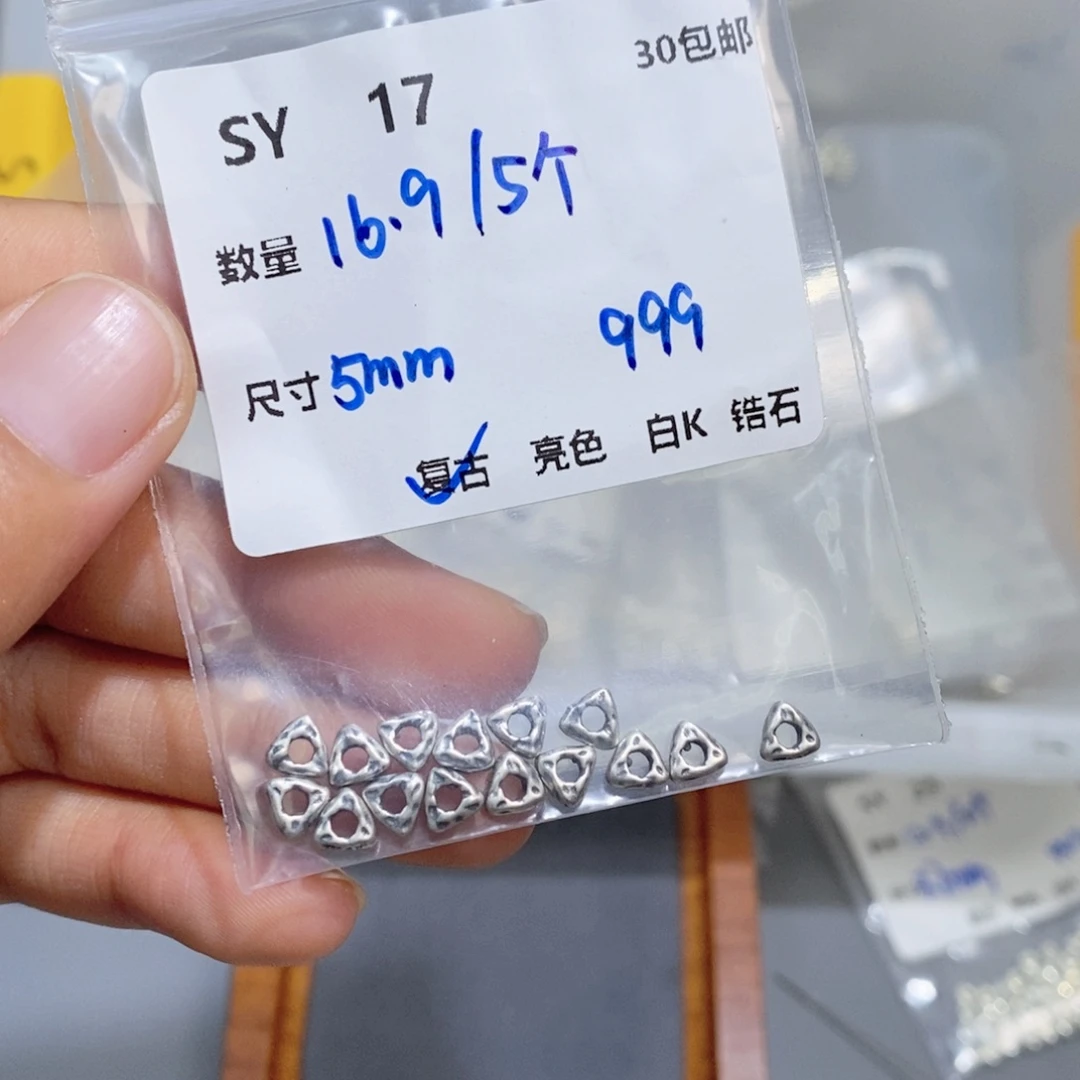 30包邮
SY 17
数量 16.9/5个
尺寸 5mm 999
复古 亮色 白K 锆石